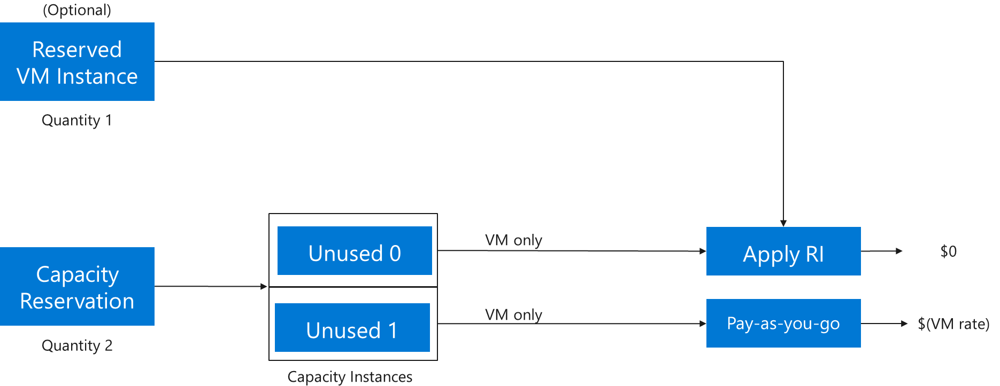 (Optional)
Reserved
VM Instance
Quantity 1
Capacity
Reservation
Quantity 2
Unused 0
Unused 1
Capacity Instances
VM only
VM only
Apply RI
$0
Pay-as-you-go
$(VM rate)